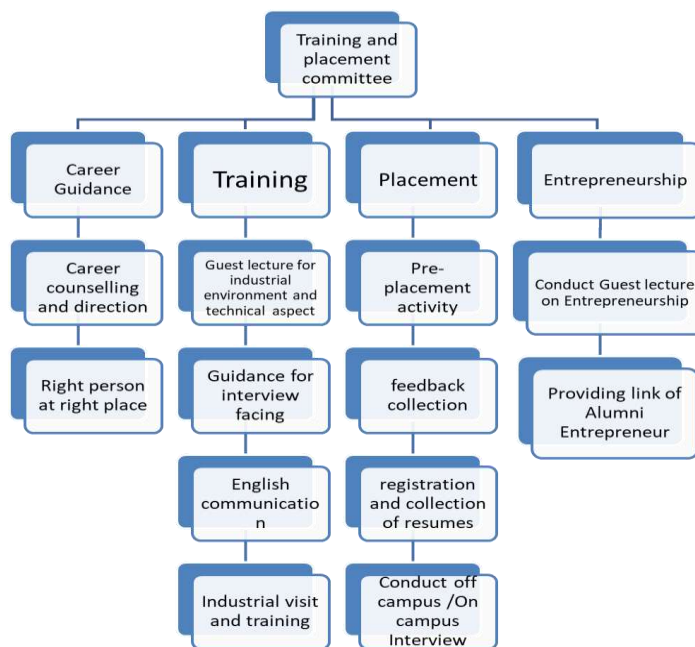 Training and
placement
committee
Career
Guidance
Training
Placement
Entrepreneurship
Career
counselling
and direction
Guest lecture for
industrial
environment and
technical aspect
Pre-
placement
activity
Conduct Guest lecture
on Entrepreneurship
Right person
at right place
Guidance for
interview
facing
feedback
collection
Providing link of
Alumni
Entrepreneur
English
communicatio
n
registration
and collection
of resumes
Industrial visit
and training
Conduct off
campus /On
campus
Interview